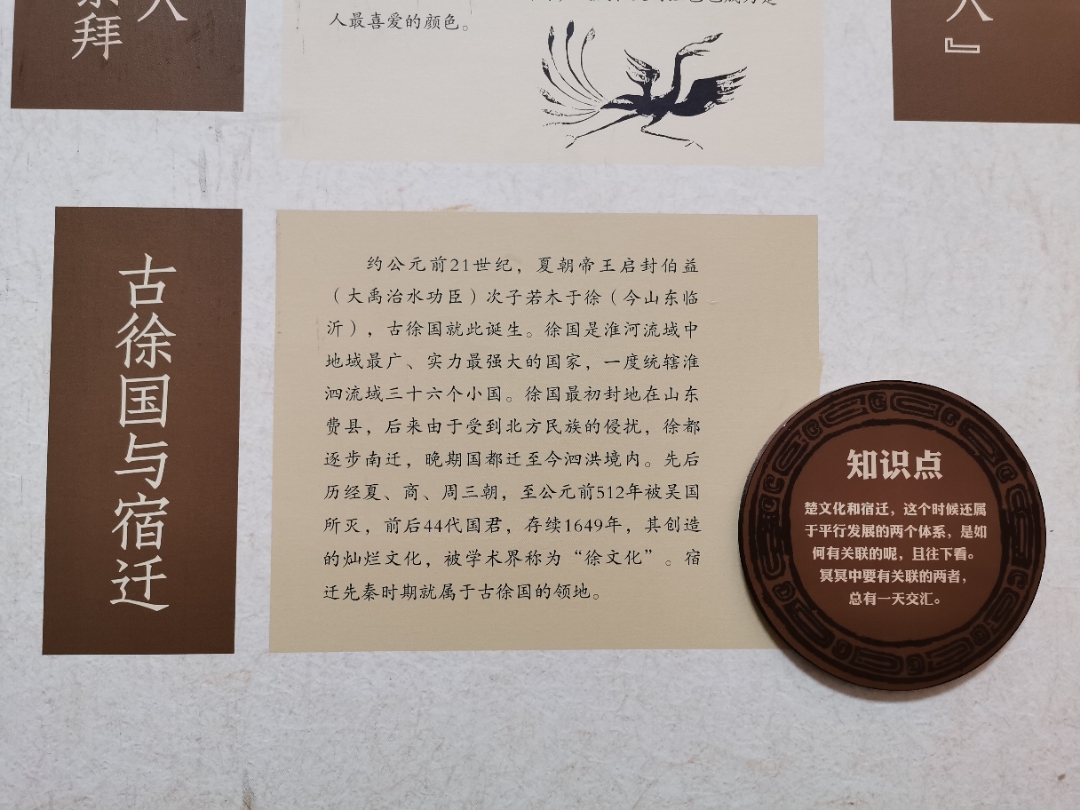 拜
人
人最喜爱的颜色。
人
』
古徐国与宿迁
约公元前21世纪，夏朝帝王启封伯益
（大禹治水功臣）次子若木于徐（今山东临
沂），古徐国就此诞生。徐国是淮河流域中
地域最广、实力最强大的国家，一度统辖淮
泗流域三十六个小国。徐国最初封地在山东
费县，后来由于受到北方民族的侵扰，徐都
逐步南迁，晚期国都迁至今泗洪境内。先后
历经夏、商、周三朝，至公元前512年被吴国
所灭，前后44代国君，存续1649年，其创造
的灿烂文化，被学术界称为“徐文化”。宿
迁先秦时期就属于古徐国的领地。
知识点
楚文化和宿迁，这个时候还属
于平行发展的两个体系，是如
何有关联的呢，且往下看。
冥冥中要有关联的两者，
总有一天交汇。